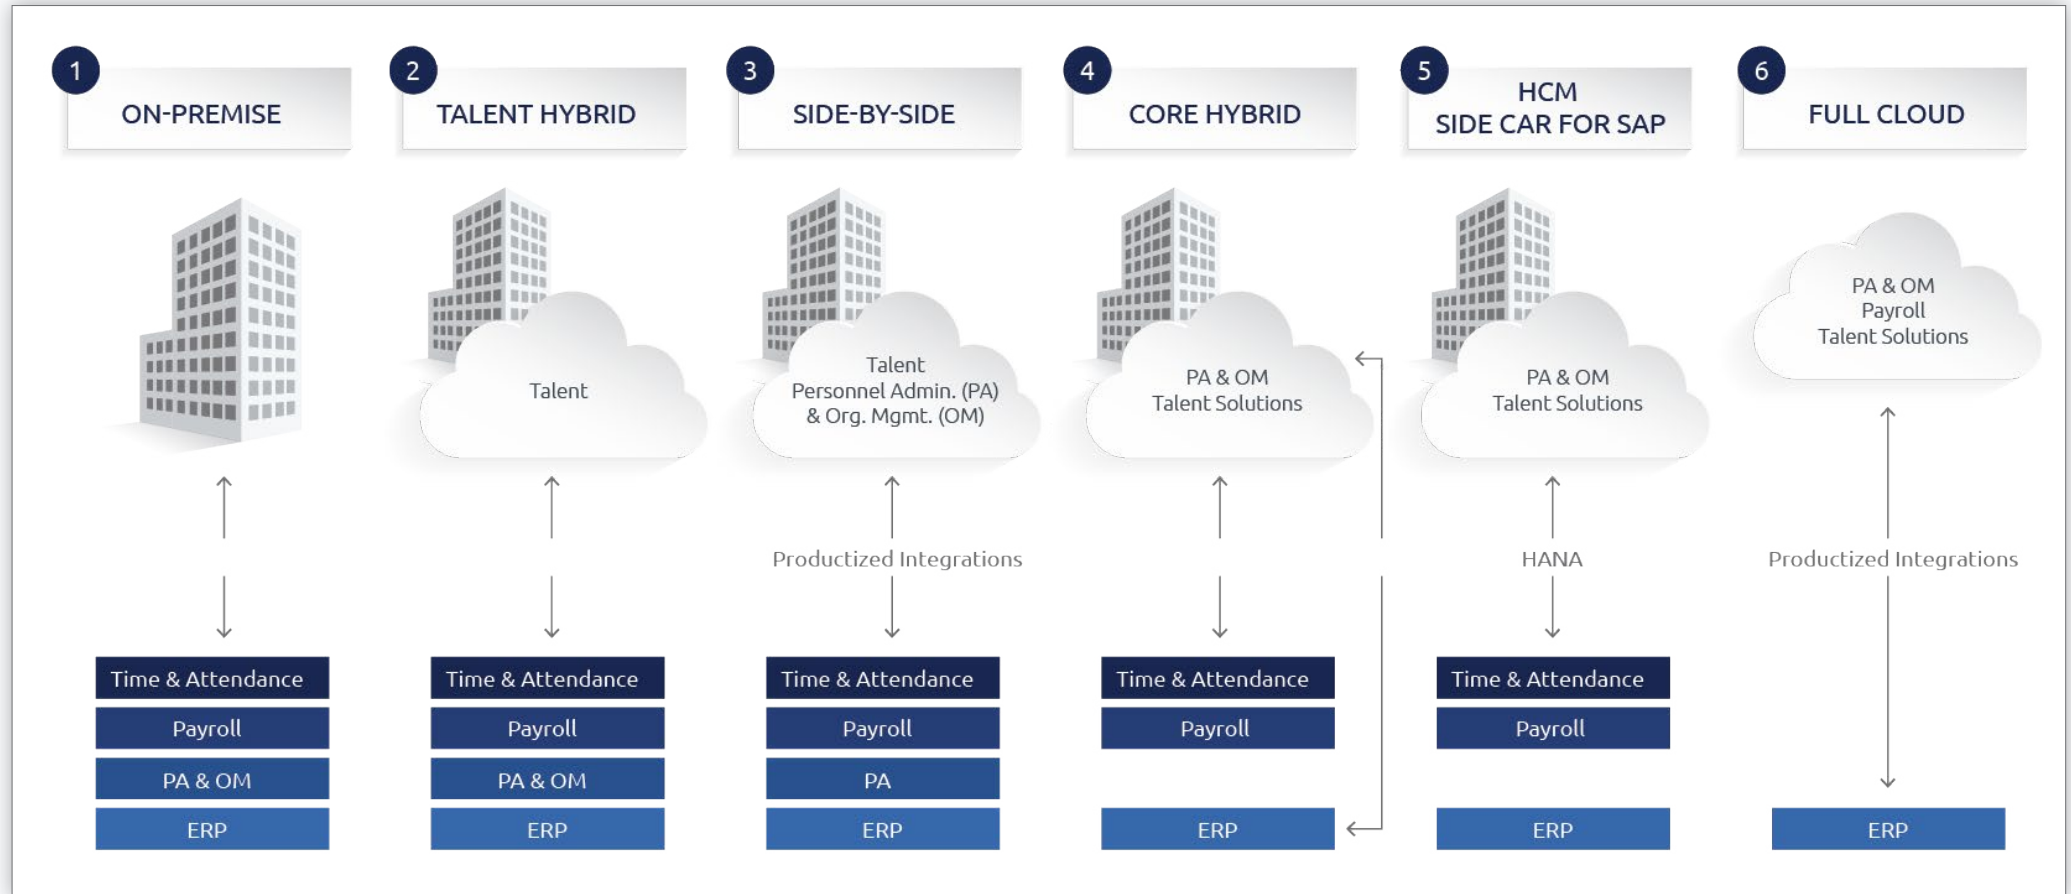 1
ON-PREMISE
2
TALENT HYBRID
3
SIDE-BY-SIDE
4
CORE HYBRID
5
HCM
SIDE CAR FOR SAP
6
FULL CLOUD
Talent
Talent
Personnel Admin. (PA)
& Org. Mgmt. (OM)
PA & OM
Talent Solutions
PA & OM
Talent Solutions
PA & OM
Payroll
Talent Solutions
Productized Integrations
HANA
Productized Integrations
Time & Attendance
Payroll
PA & OM
ERP
Time & Attendance
Payroll
PA & OM
ERP
Time & Attendance
Payroll
PA
ERP
Time & Attendance
Payroll
ERP
Time & Attendance
Payroll
ERP
ERP